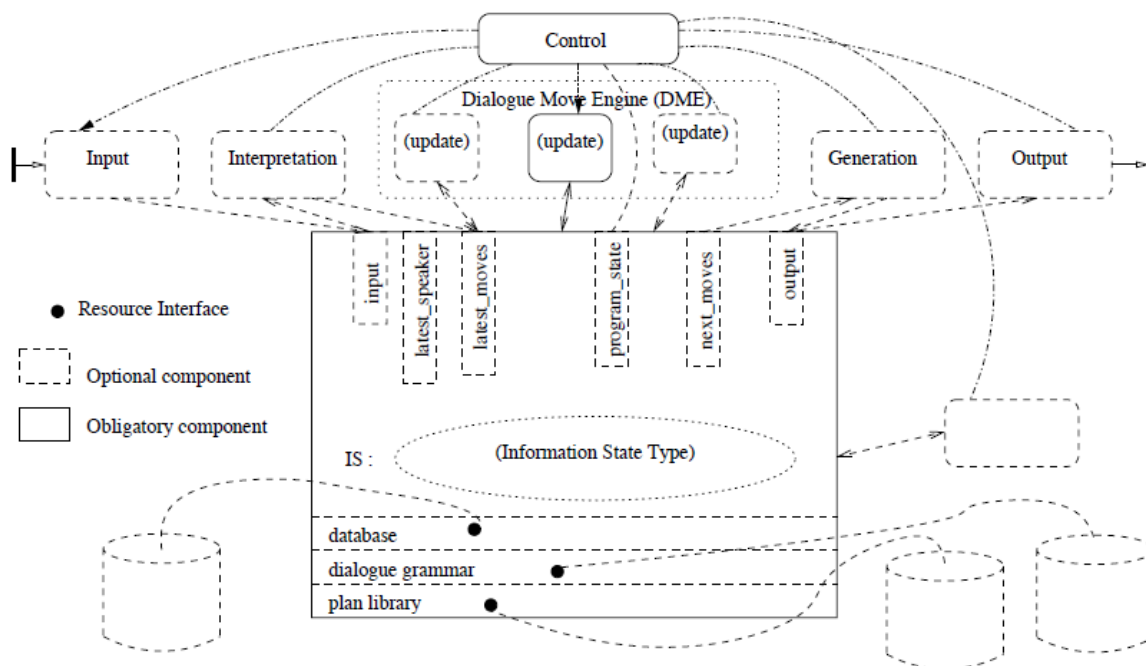 Control
Dialogue Move Engine (DME)
Input
Interpretation
(update)
(update)
(update)
Generation
Output
input
latest_speaker
latest_moves
program_state
next_moves
output
Resource Interface
Optional component
Obligatory component
IS :
(Information State Type)
database
dialogue grammar
plan library